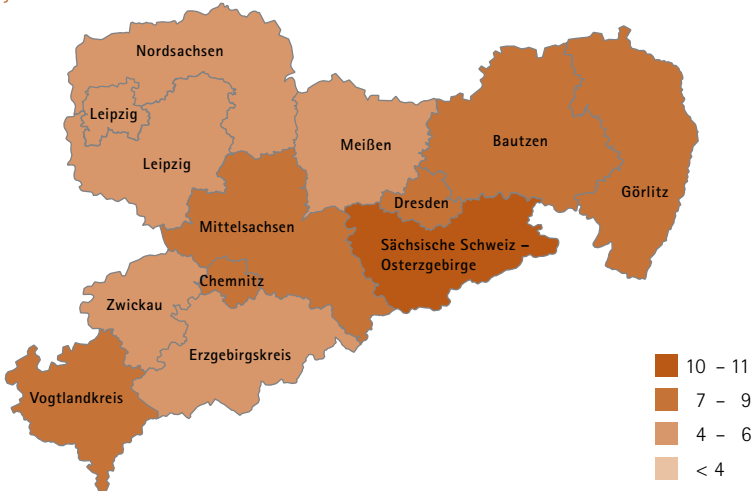 Nordsachsen
Leipzig
Leipzig
Meißen
Bautzen
Görlitz
Dresden
Mittelsachsen
Sächsische Schweiz –
Osterzgebirge
Chemnitz
Zwickau
Erzgebirgskreis
Vogtlandkreis
10 – 11
7 – 9
4 – 6
< 4